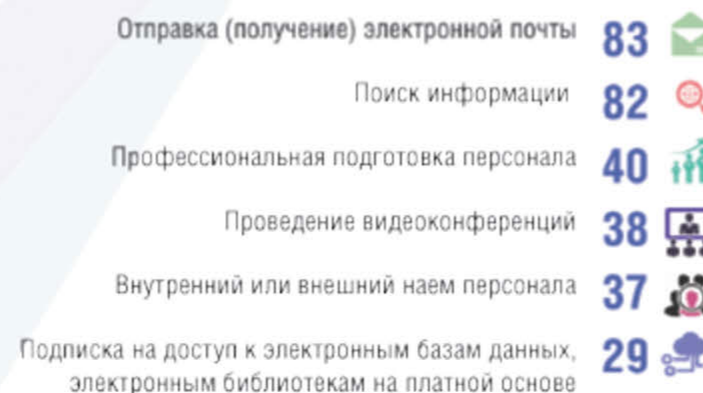 Отправка (получение) электронной почты 83
Поиск информации 82
Профессиональная подготовка персонала 40
Проведение видеоконференций 38
Внутренний или внешний наем персонала 37
Подписка на доступ к электронным базам данных, 29
электронным библиотекам на платной основе